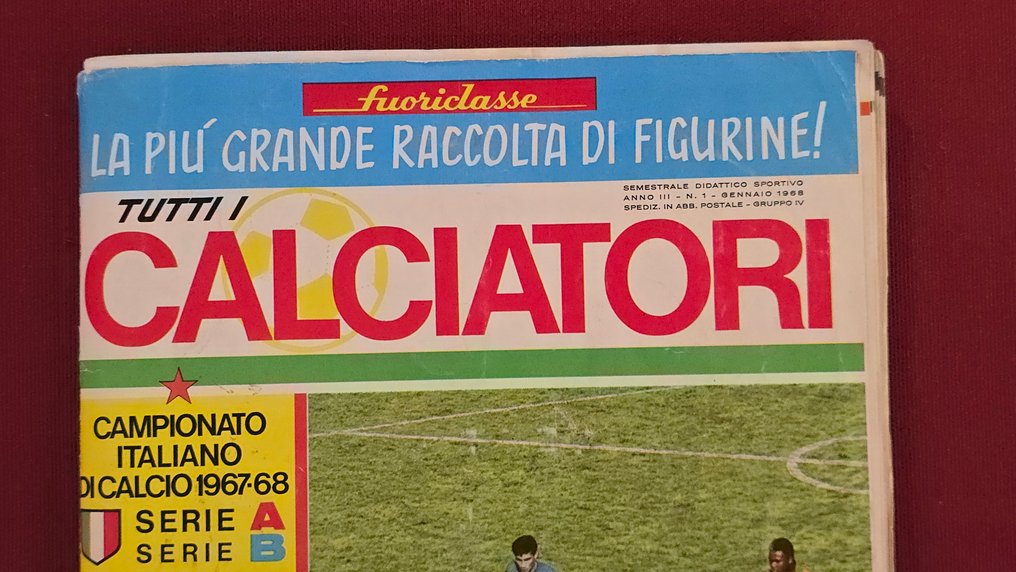 fuoriclasse
LA PIÚ GRANDE RACCOLTA DI FIGURINE!
SEMESTRALE DIDATTICO SPORTIVO
ANNO III - N. 1 - GENNAIO 1968
SPEDIZ. IN ABB. POSTALE - GRUPPO IV
TUTTI I
CALCIATORI
CAMPIONATO
ITALIANO
DI CALCIO 1967-68
SERIE A
SERIE B